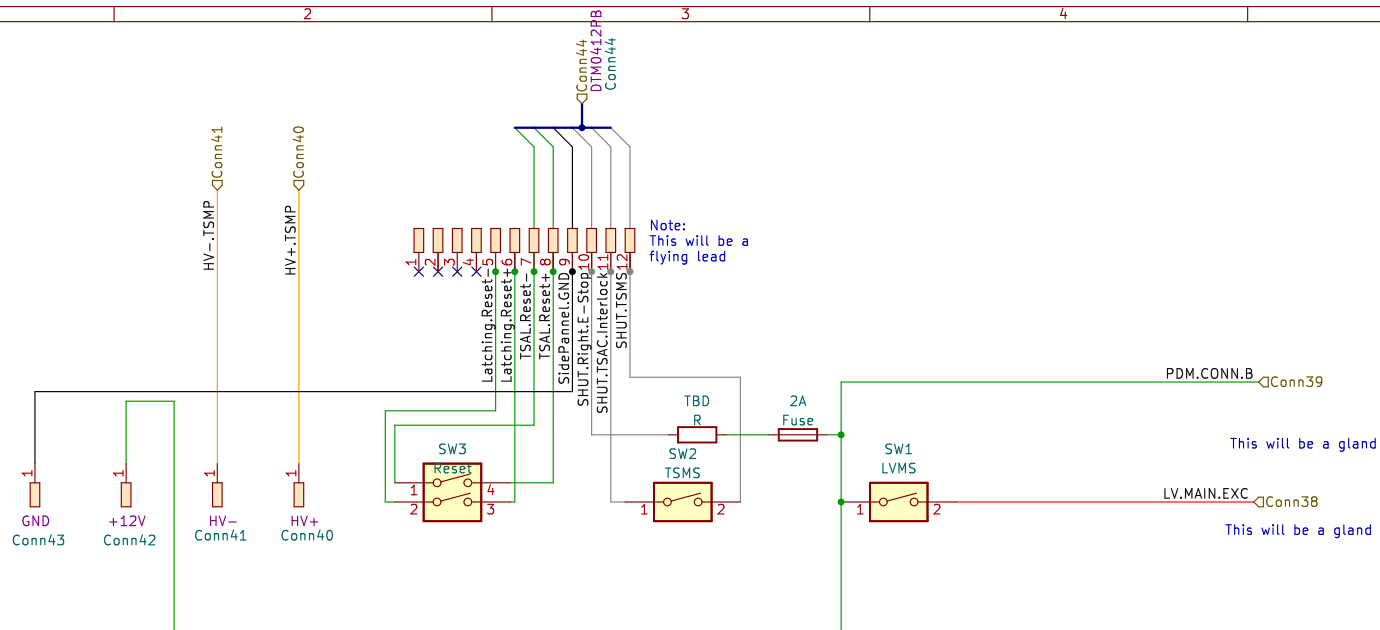 2
3
4
Conn44
DTM0412PB
Conn44
Conn41
Conn40
HV-.TSMP
HV+.TSMP
Note:
This will be a
flying lead
1
2
3
4
5
6
7
8
9
10
11
12
Latching.Reset-
Latching.Reset+
TSAL.Reset-
TSAL.Reset+
SidePannel.GND
SHUT.Right.E-Stop
SHUT.TSAC.Interlock
SHUT.TSMS
PDM.CONN.B
Conn39
TBD
R
2A
Fuse
This will be a gland
SW3
Reset
1
2
4
3
SW2
TSMS
1
2
SW1
LVMS
1
2
LV.MAIN.EXC
Conn38
This will be a gland
1
GND
Conn43
1
+12V
Conn42
1
HV-
Conn41
1
HV+
Conn40